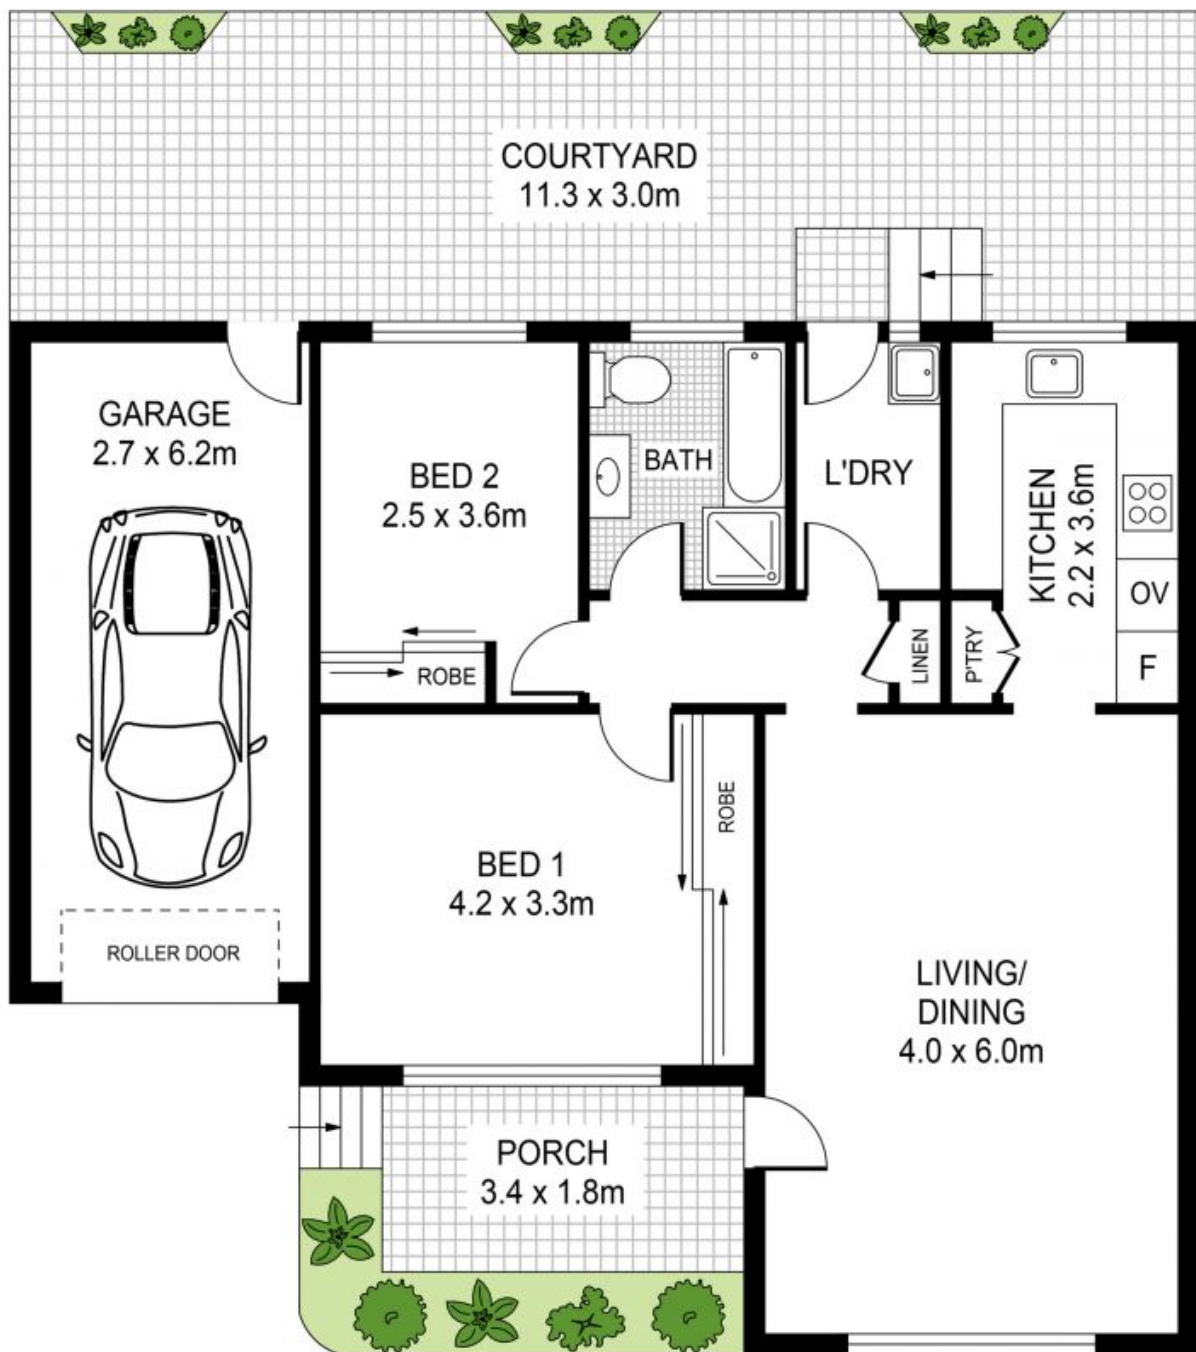 COURTYARD
11.3 x 3.0m
GARAGE
2.7 x 6.2m
BED 2
2.5 x 3.6m
BATH
L'DRY
KITCHEN
2.2 x 3.6m
OV
F
P'TRY
LINEN
ROBE
BED 1
4.2 x 3.3m
ROBE
ROLLER DOOR
LIVING/
DINING
4.0 x 6.0m
PORCH
3.4 x 1.8m